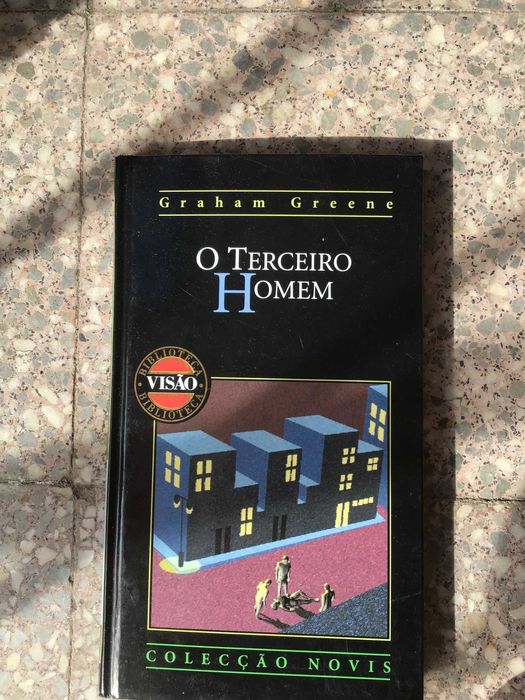 Graham Greene
O TERCEIRO
HOMEM
BIBLIOTECA
VISÃO
BIBLIOTECA
COLECÇÃO NOVIS